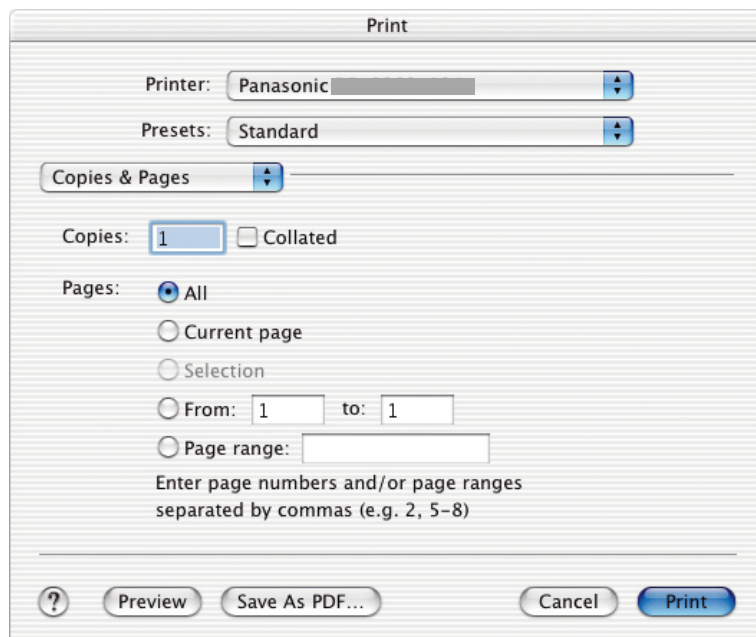 Print
Printer: Panasonic
Presets: Standard
Copies & Pages
Copies: 1 Collated
Pages: All
Current page
Selection
From: 1 to: 1
Page range:
Enter page numbers and/or page ranges
separated by commas (e.g. 2, 5-8)
? Preview Save As PDF... Cancel Print